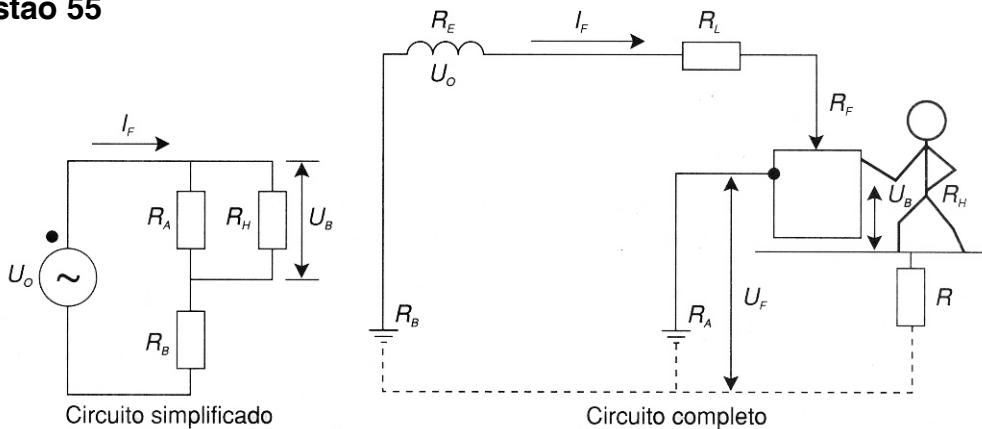 stão 55
I_F
R_A
R_H
U_B
U_O
~
R_B
Circuito simplificado
R_E
I_F
R_L
U_O
R_F
U_B
R_H
R_B
R_A
U_F
R
Circuito completo